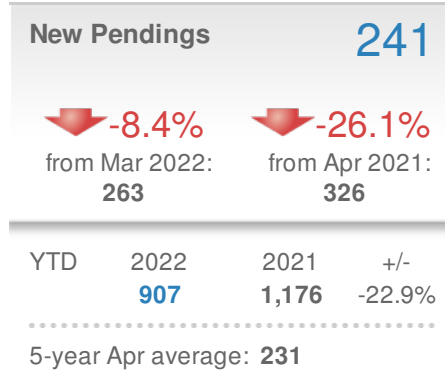 New Pendings 241
-8.4% -26.1%
from Mar 2022: from Apr 2021:
263 326
YTD 2022 2021 +/-
907 1,176 -22.9%
5-year Apr average: 231